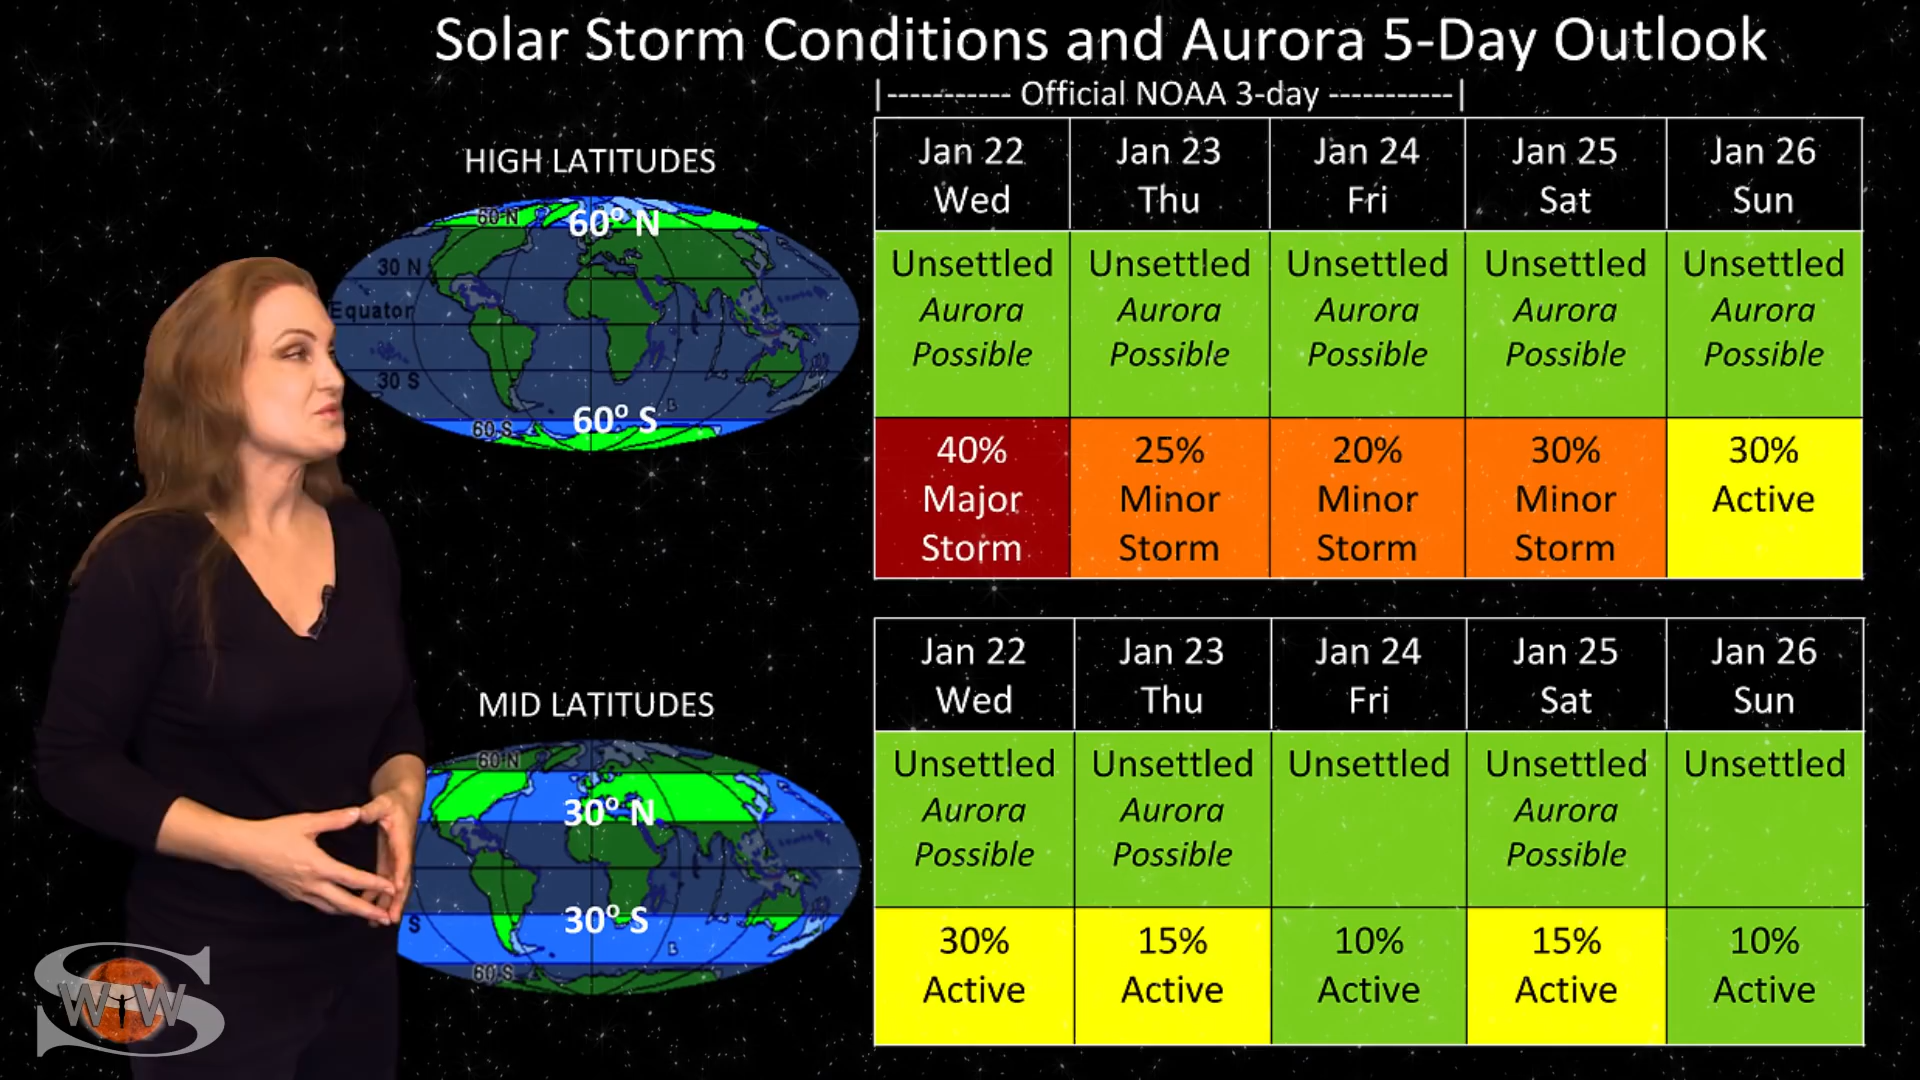 Solar Storm Conditions and Aurora 5-Day Outlook
|----------- Official NOAA 3-day -----------|
HIGH LATITUDES
60 N
60º N
30 N
Equator
30 S
60 S
60º S
Jan 22 Jan 23 Jan 24 Jan 25 Jan 26
Wed Thu Fri Sat Sun
Unsettled Unsettled Unsettled Unsettled Unsettled
Aurora Aurora Aurora Aurora Aurora
Possible Possible Possible Possible Possible
40% 25% 20% 30% 30%
Major Minor Minor Minor Active
Storm Storm Storm Storm
MID LATITUDES
60 N
30º N
30º S
S
60 S
Jan 22 Jan 23 Jan 24 Jan 25 Jan 26
Wed Thu Fri Sat Sun
Unsettled Unsettled Unsettled Unsettled Unsettled
Aurora Aurora Aurora
Possible Possible Possible
30% 15% 10% 15% 10%
Active Active Active Active Active
S
WTW